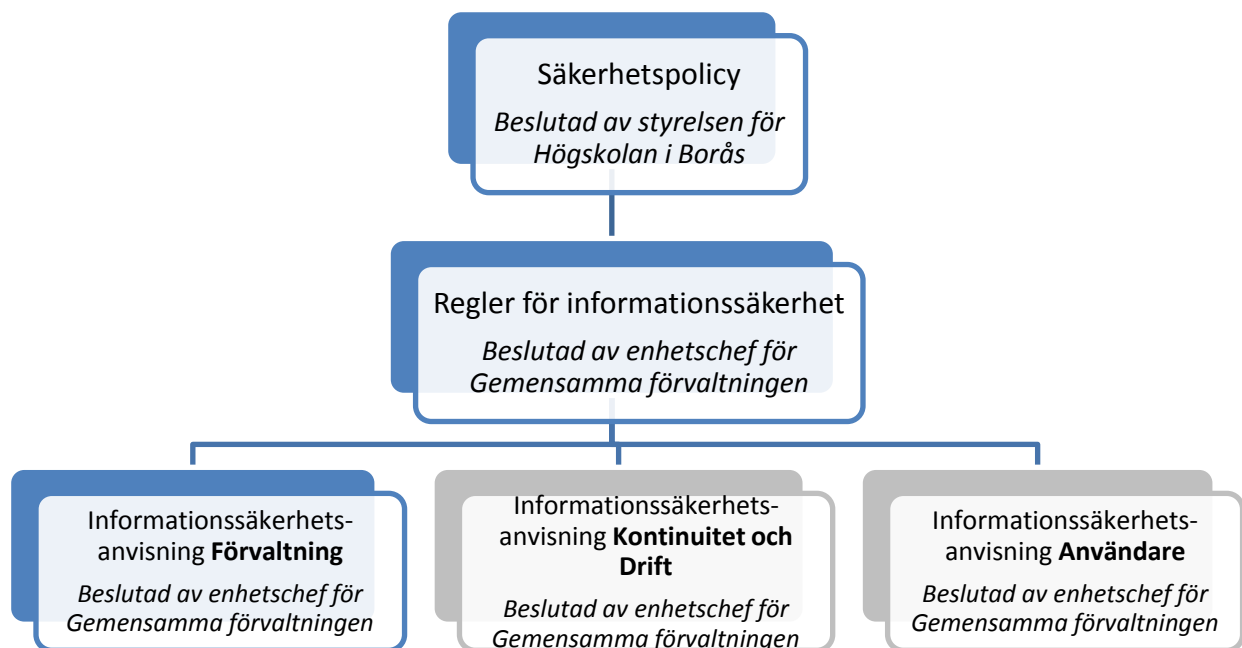 Säkerhetspolicy
Beslutad av styrelsen för
Högskolan i Borås
Regler för informationssäkerhet
Beslutad av enhetschef för
Gemensamma förvaltningen
Informationssäkerhets-
anvisning Förvaltning
Beslutad av enhetschef för
Gemensamma förvaltningen
Informationssäkerhets-
anvisning Kontinuitet och
Drift
Beslutad av enhetschef för
Gemensamma förvaltningen
Informationssäkerhets-
anvisning Användare
Beslutad av enhetschef för
Gemensamma förvaltningen